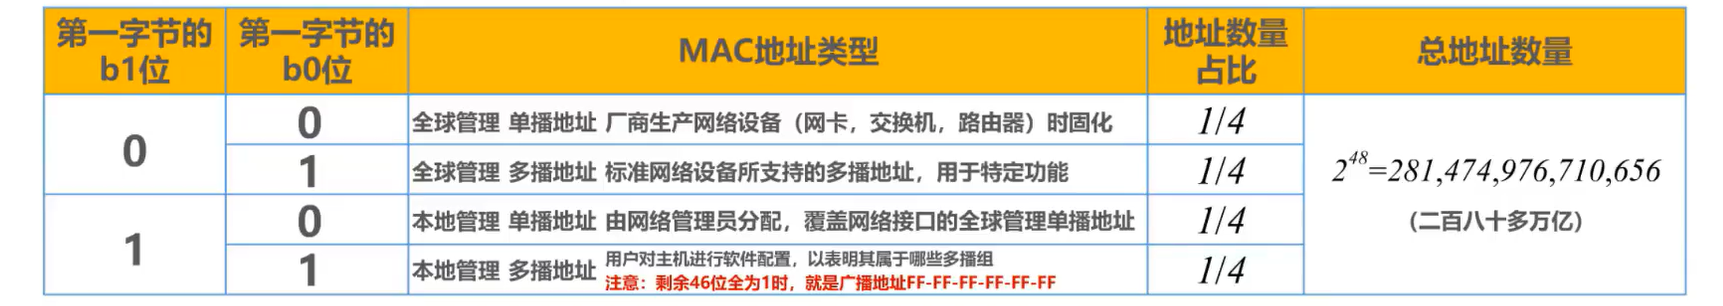 第一字节的
b1位
第一字节的
b0位
MAC地址类型
地址数量
占比
总地址数量
0
0
全球管理 单播地址 厂商生产网络设备（网卡，交换机，路由器）时固化
1/4
1
全球管理 多播地址 标准网络设备所支持的多播地址，用于特定功能
1/4
1
0
本地管理 单播地址 由网络管理员分配，覆盖网络接口的全球管理单播地址
1/4
1
本地管理 多播地址 用户对主机进行软件配置，以表明其属于哪些多播组
注意：剩余46位全为1时，就是广播地址FF-FF-FF-FF-FF-FF
1/4
2^48=281,474,976,710,656
（二百八十多万亿）